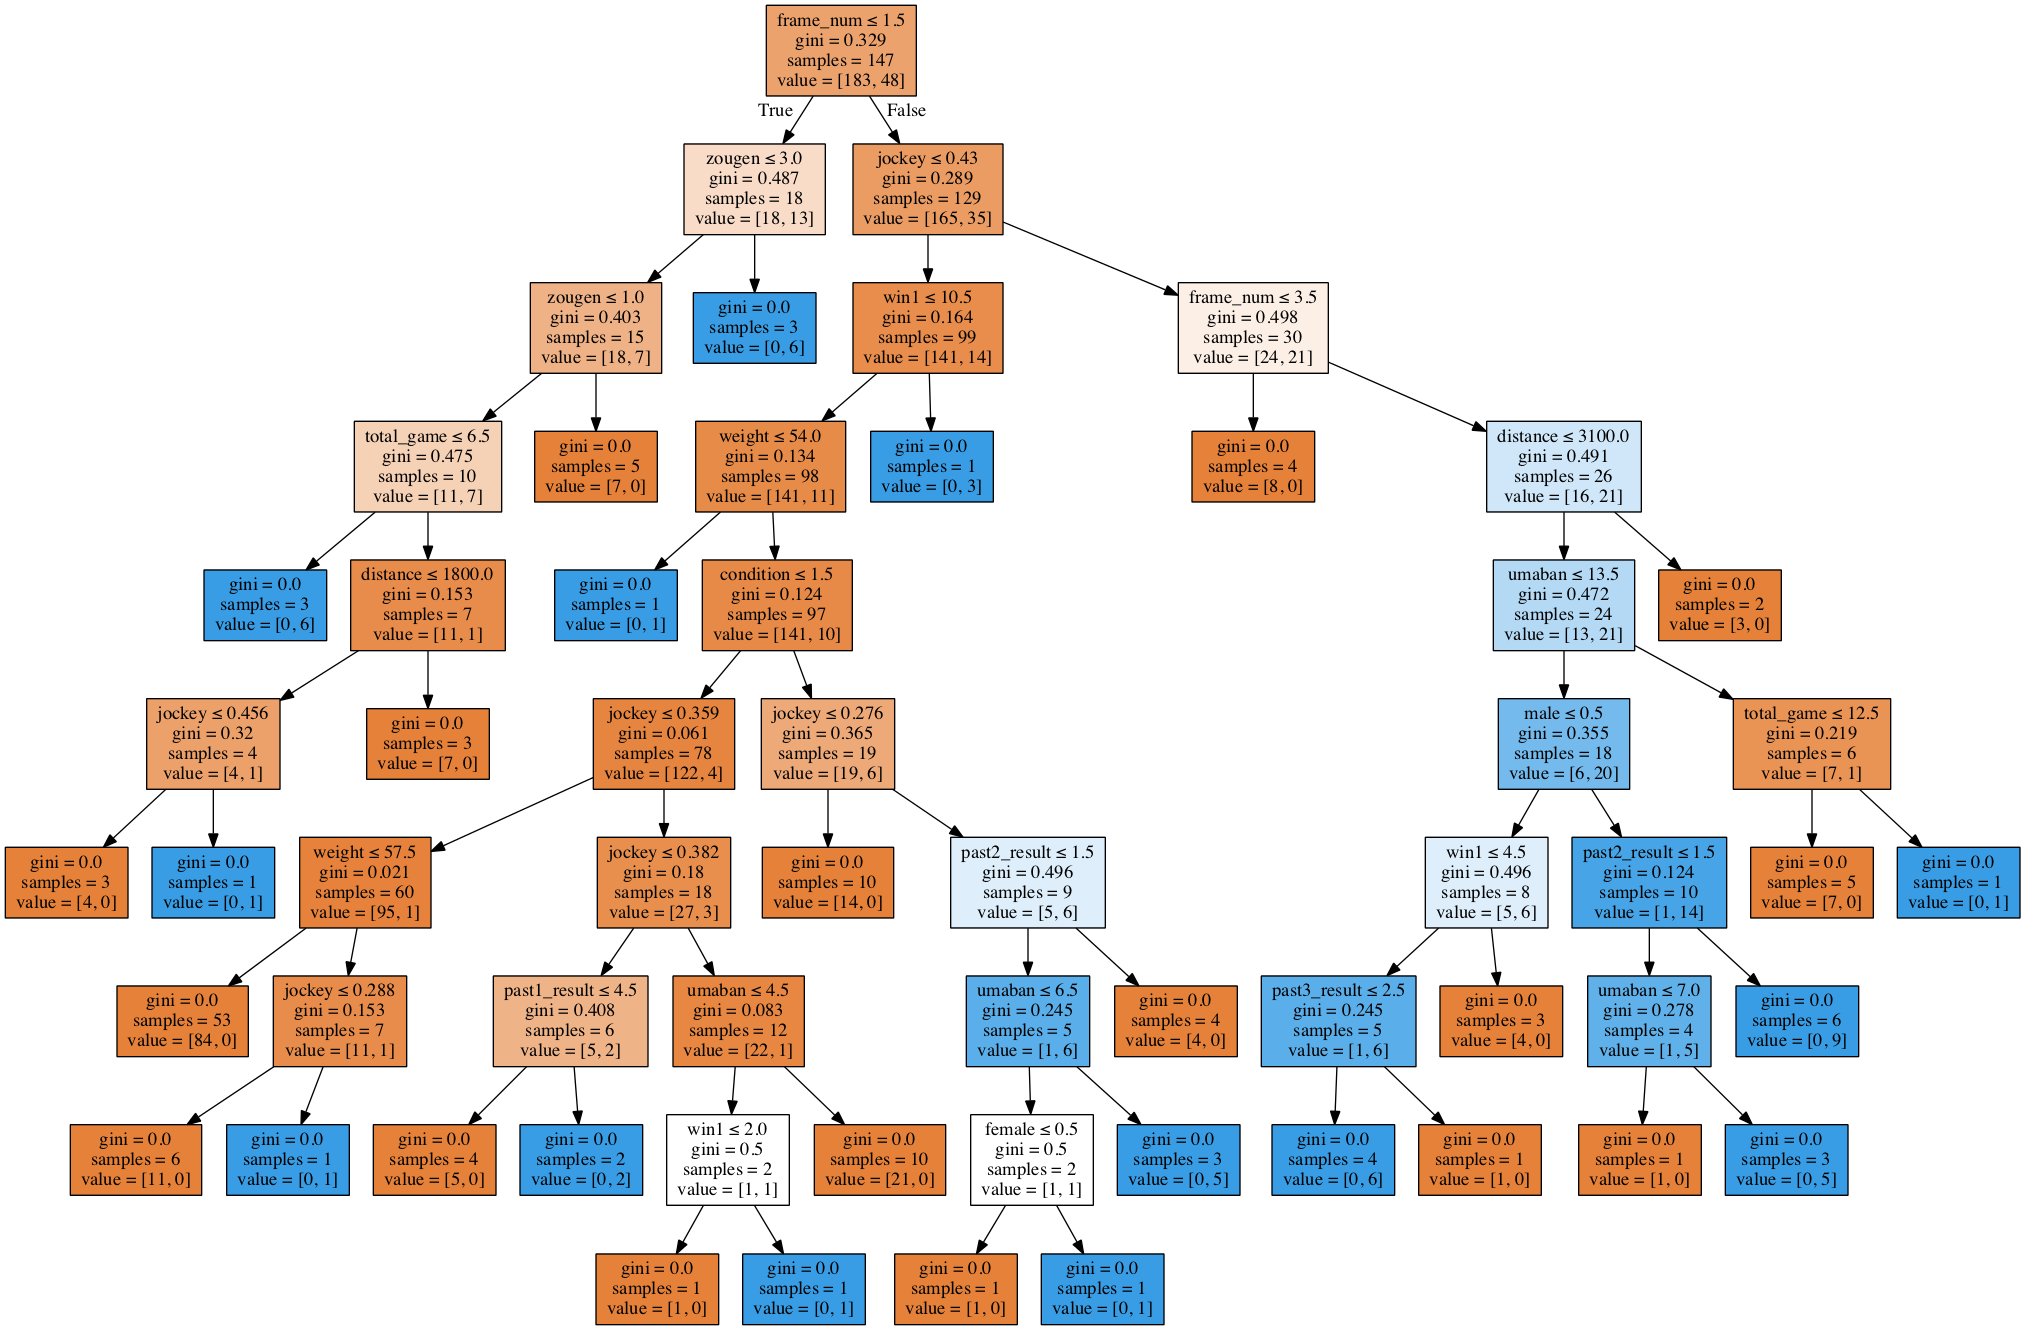 frame_num ≤ 1.5
gini = 0.329
samples = 147
value = [183, 48]
True
False
zougen ≤ 3.0
gini = 0.487
samples = 18
value = [18, 13]
jockey ≤ 0.43
gini = 0.289
samples = 129
value = [165, 35]
zougen ≤ 1.0
gini = 0.403
samples = 15
value = [18, 7]
gini = 0.0
samples = 3
value = [0, 6]
win1 ≤ 10.5
gini = 0.164
samples = 99
value = [141, 14]
frame_num ≤ 3.5
gini = 0.498
samples = 30
value = [24, 21]
total_game ≤ 6.5
gini = 0.475
samples = 10
value = [11, 7]
gini = 0.0
samples = 5
value = [7, 0]
weight ≤ 54.0
gini = 0.134
samples = 98
value = [141, 11]
gini = 0.0
samples = 1
value = [0, 3]
gini = 0.0
samples = 4
value = [8, 0]
distance ≤ 3100.0
gini = 0.491
samples = 26
value = [16, 21]
gini = 0.0
samples = 3
value = [0, 6]
distance ≤ 1800.0
gini = 0.153
samples = 7
value = [11, 1]
gini = 0.0
samples = 1
value = [0, 1]
condition ≤ 1.5
gini = 0.124
samples = 97
value = [141, 10]
umaban ≤ 13.5
gini = 0.472
samples = 24
value = [13, 21]
gini = 0.0
samples = 2
value = [3, 0]
jockey ≤ 0.456
gini = 0.32
samples = 4
value = [4, 1]
gini = 0.0
samples = 3
value = [7, 0]
jockey ≤ 0.359
gini = 0.061
samples = 78
value = [122, 4]
jockey ≤ 0.276
gini = 0.365
samples = 19
value = [19, 6]
male ≤ 0.5
gini = 0.355
samples = 18
value = [6, 20]
total_game ≤ 12.5
gini = 0.219
samples = 6
value = [7, 1]
gini = 0.0
samples = 3
value = [4, 0]
gini = 0.0
samples = 1
value = [0, 1]
weight ≤ 57.5
gini = 0.021
samples = 60
value = [95, 1]
jockey ≤ 0.382
gini = 0.18
samples = 18
value = [27, 3]
gini = 0.0
samples = 10
value = [14, 0]
past2_result ≤ 1.5
gini = 0.496
samples = 9
value = [5, 6]
win1 ≤ 4.5
gini = 0.496
samples = 8
value = [5, 6]
past2_result ≤ 1.5
gini = 0.124
samples = 10
value = [1, 14]
gini = 0.0
samples = 5
value = [7, 0]
gini = 0.0
samples = 1
value = [0, 1]
gini = 0.0
samples = 53
value = [84, 0]
jockey ≤ 0.288
gini = 0.153
samples = 7
value = [11, 1]
past1_result ≤ 4.5
gini = 0.408
samples = 6
value = [5, 2]
umaban ≤ 4.5
gini = 0.083
samples = 12
value = [22, 1]
umaban ≤ 6.5
gini = 0.245
samples = 5
value = [1, 6]
gini = 0.0
samples = 4
value = [4, 0]
past3_result ≤ 2.5
gini = 0.245
samples = 5
value = [1, 6]
gini = 0.0
samples = 3
value = [4, 0]
umaban ≤ 7.0
gini = 0.278
samples = 4
value = [1, 5]
gini = 0.0
samples = 6
value = [0, 9]
gini = 0.0
samples = 6
value = [11, 0]
gini = 0.0
samples = 1
value = [0, 1]
gini = 0.0
samples = 4
value = [5, 0]
gini = 0.0
samples = 2
value = [0, 2]
win1 ≤ 2.0
gini = 0.5
samples = 2
value = [1, 1]
gini = 0.0
samples = 10
value = [21, 0]
female ≤ 0.5
gini = 0.5
samples = 2
value = [1, 1]
gini = 0.0
samples = 3
value = [0, 5]
gini = 0.0
samples = 4
value = [0, 6]
gini = 0.0
samples = 1
value = [1, 0]
gini = 0.0
samples = 1
value = [1, 0]
gini = 0.0
samples = 3
value = [0, 5]
gini = 0.0
samples = 1
value = [1, 0]
gini = 0.0
samples = 1
value = [0, 1]
gini = 0.0
samples = 1
value = [1, 0]
gini = 0.0
samples = 1
value = [0, 1]